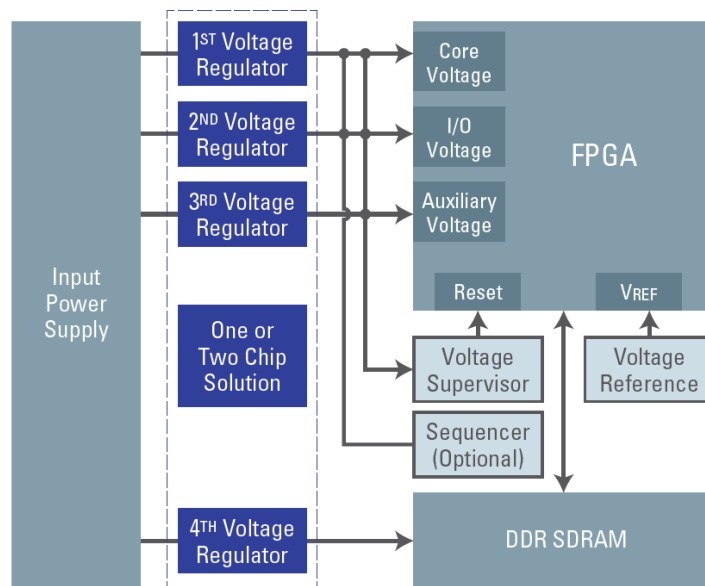 Input
Power
Supply
1ST Voltage
Regulator
2ND Voltage
Regulator
3RD Voltage
Regulator
One or
Two Chip
Solution
4TH Voltage
Regulator
Core
Voltage
I/O
Voltage
Auxiliary
Voltage
FPGA
Reset
VREF
Voltage
Supervisor
Voltage
Reference
Sequencer
(Optional)
DDR SDRAM